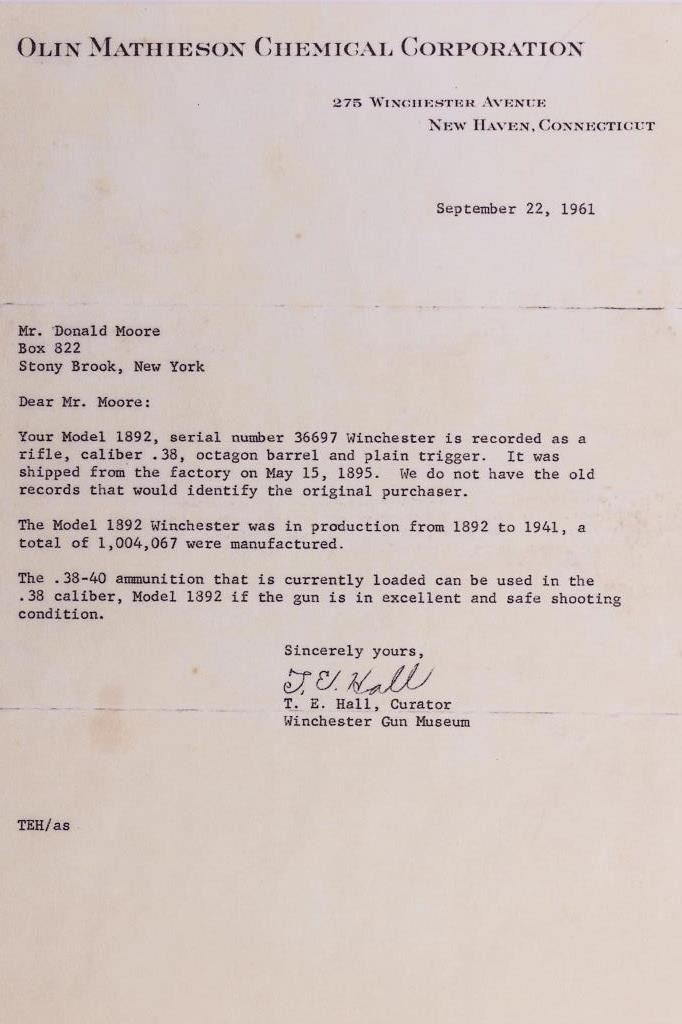 OLIN MATHIESON CHEMICAL CORPORATION
275 WINCHESTER AVENUE
NEW HAVEN, CONNECTICUT
September 22, 1961
Mr. Donald Moore
Box 822
Stony Brook, New York
Dear Mr. Moore:
Your Model 1892, serial number 36697 Winchester is recorded as a
rifle, caliber .38, octagon barrel and plain trigger. It was
shipped from the factory on May 15, 1895. We do not have the old
records that would identify the original purchaser.
The Model 1892 Winchester was in production from 1892 to 1941, a
total of 1,004,067 were manufactured.
The .38-40 ammunition that is currently loaded can be used in the
.38 caliber, Model 1892 if the gun is in excellent and safe shooting
condition.
Sincerely yours,
T. E. Hall
T. E. Hall, Curator
Winchester Gun Museum
TEH/as